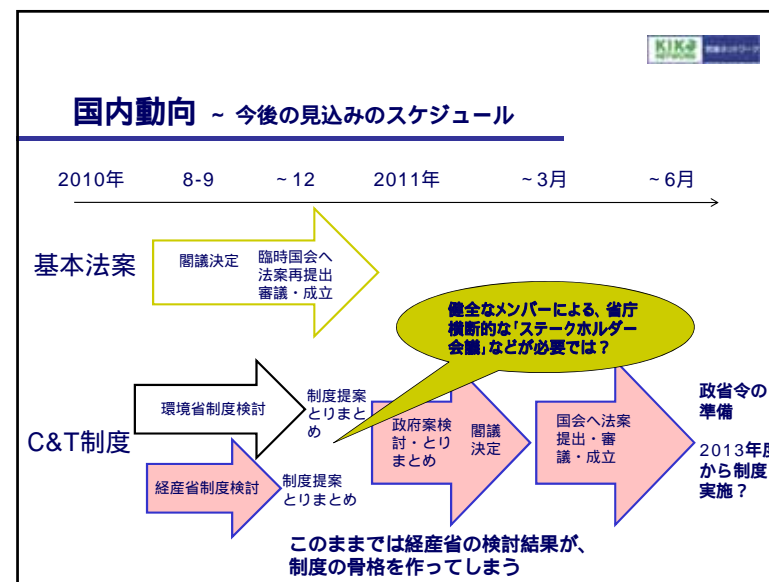 KIKO
NETWORK 気候ネットワーク
国内動向 ~ 今後の見込みのスケジュール
2010年 8-9 ~12 2011年 ~3月 ~6月
基本法案
閣議決定
臨時国会へ
法案再提出
審議・成立
健全なメンバーによる、省庁
横断的な「ステークホルダー
会議」などが必要では？
C&T制度
環境省制度検討
制度提案
とりまと
め
経産省制度検討
制度提案
とりまとめ
政府案検
討・とり
まとめ
閣議
決定
国会へ法案
提出・審
議・成立
政省令の
準備
2013年度
から制度
実施？
このままでは経産省の検討結果が、
制度の骨格を作ってしまう